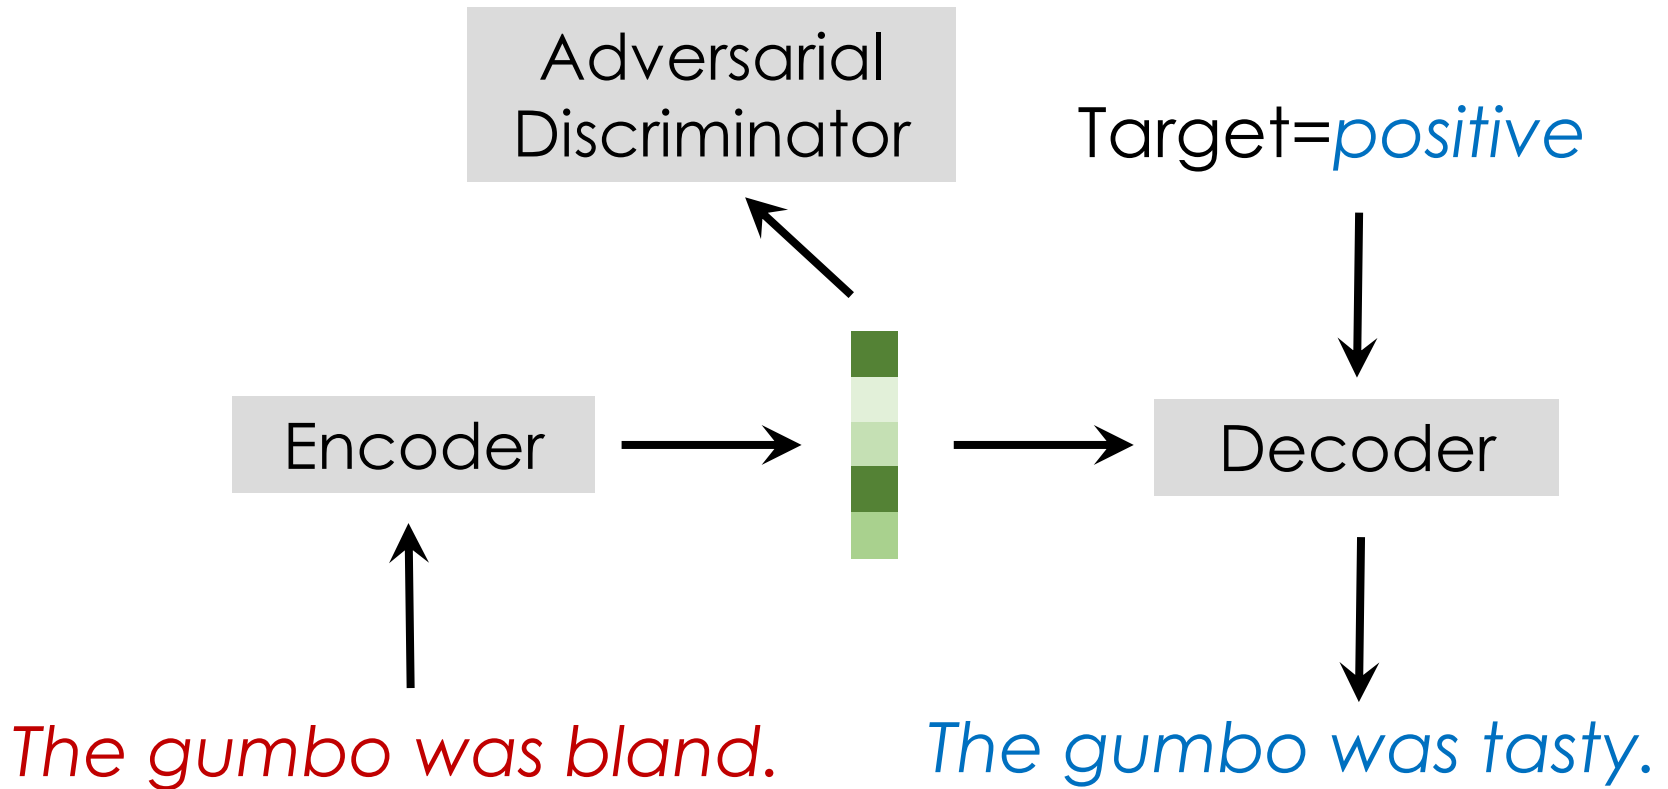 Adversarial
Discriminator
Target=positive
Encoder
Decoder
The gumbo was bland.
The gumbo was tasty.